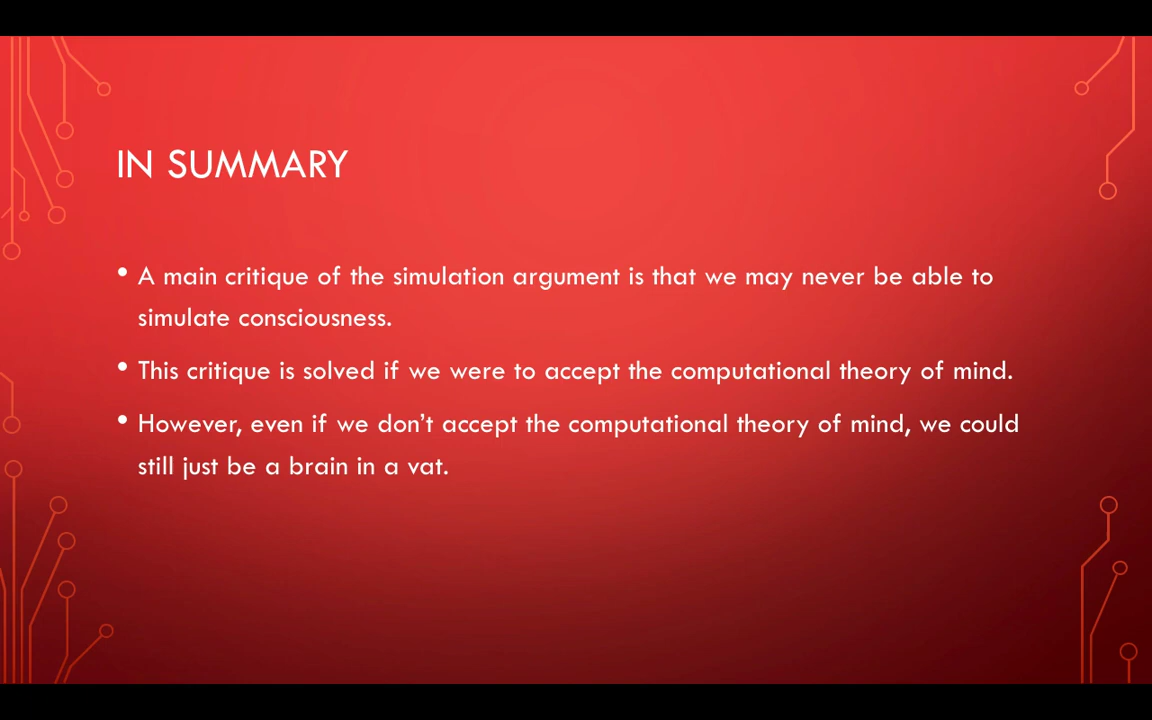 IN SUMMARY
• A main critique of the simulation argument is that we may never be able to
simulate consciousness.
• This critique is solved if we were to accept the computational theory of mind.
• However, even if we don’t accept the computational theory of mind, we could
still just be a brain in a vat.